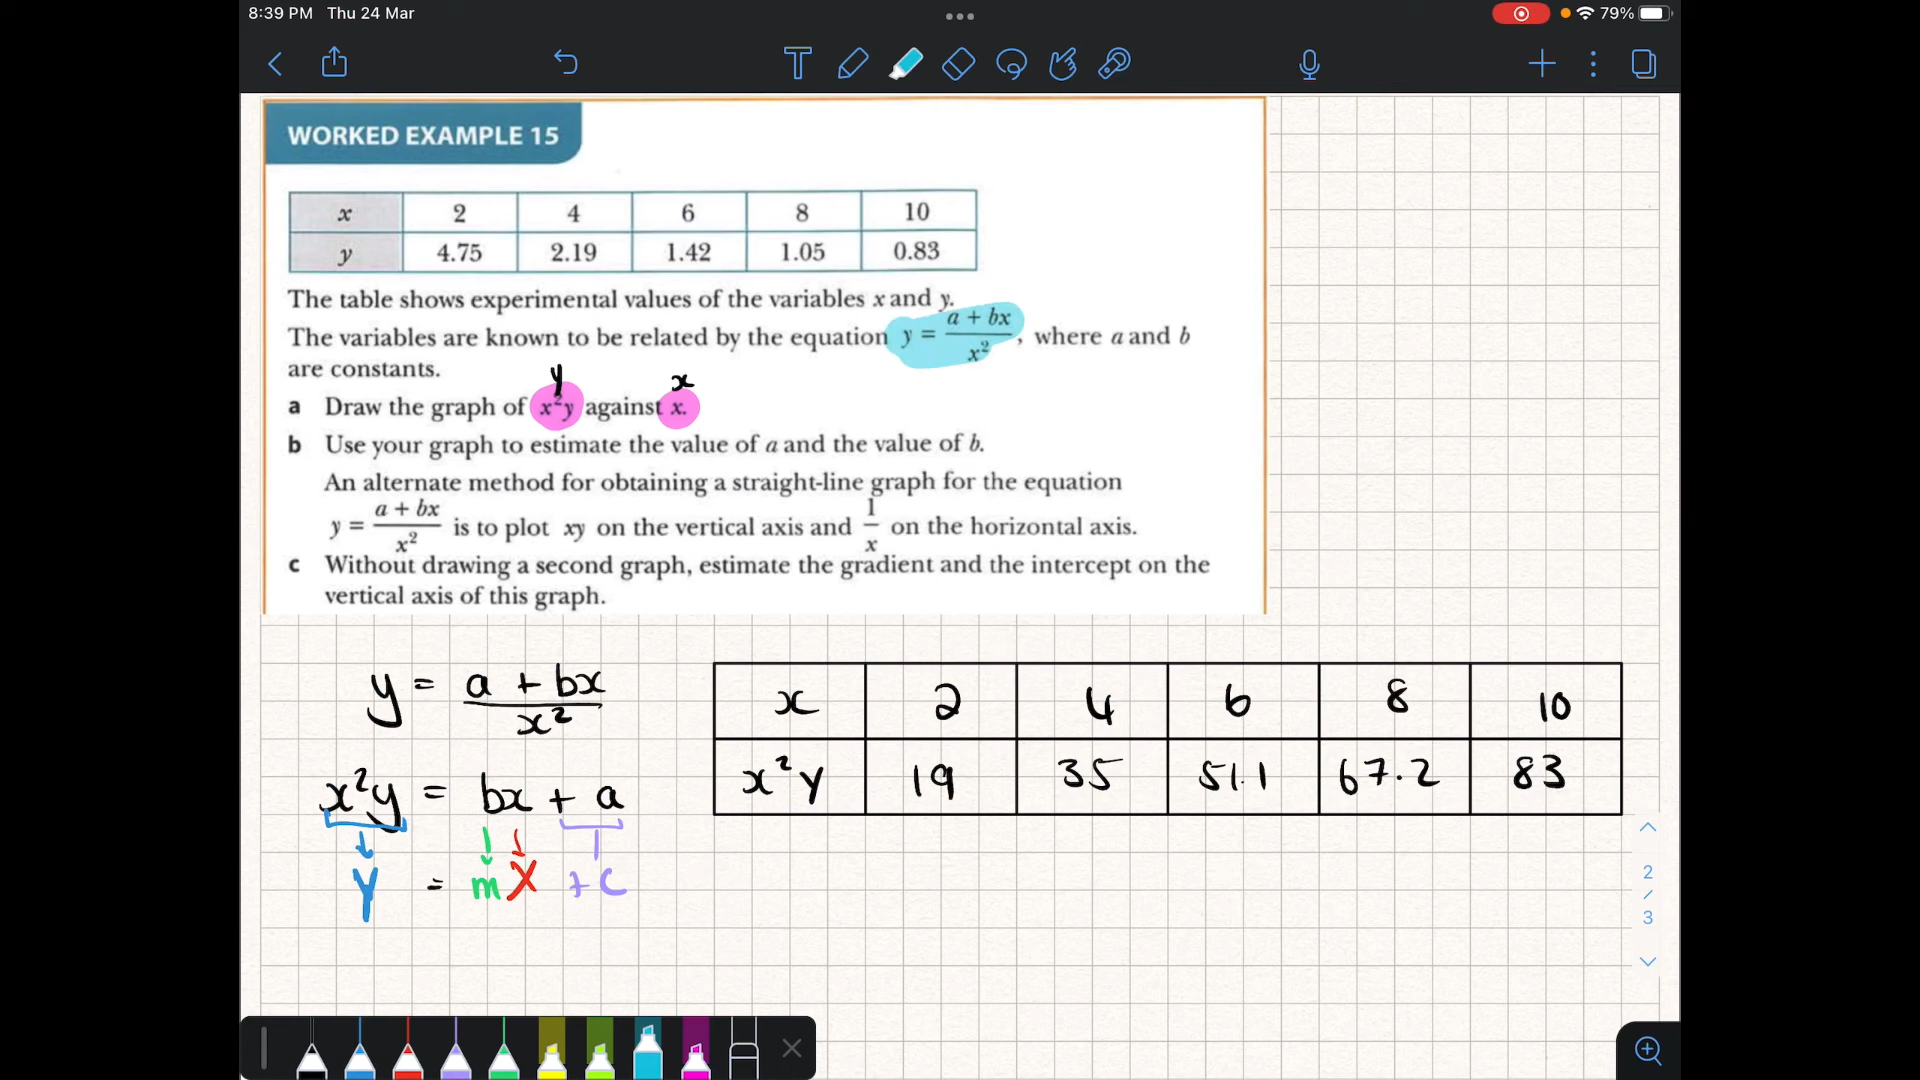 8:39 PM Thu 24 Mar
79%
WORKED EXAMPLE 15
x 2 4 6 8 10
y 4.75 2.19 1.42 1.05 0.83
The table shows experimental values of the variables x and y.
The variables are known to be related by the equation y = (a + bx)/x², where a and b
are constants.
y x
a Draw the graph of x²y against x.
b Use your graph to estimate the value of a and the value of b.
An alternate method for obtaining a straight-line graph for the equation
y = (a + bx)/x² is to plot xy on the vertical axis and 1/x on the horizontal axis.
c Without drawing a second graph, estimate the gradient and the intercept on the
vertical axis of this graph.
y = (a + bx)/x²
x²y = bx + a
Y = mX + C
x 2 4 6 8 10
x²y 19 35 51.1 67.2 83
2
/
3